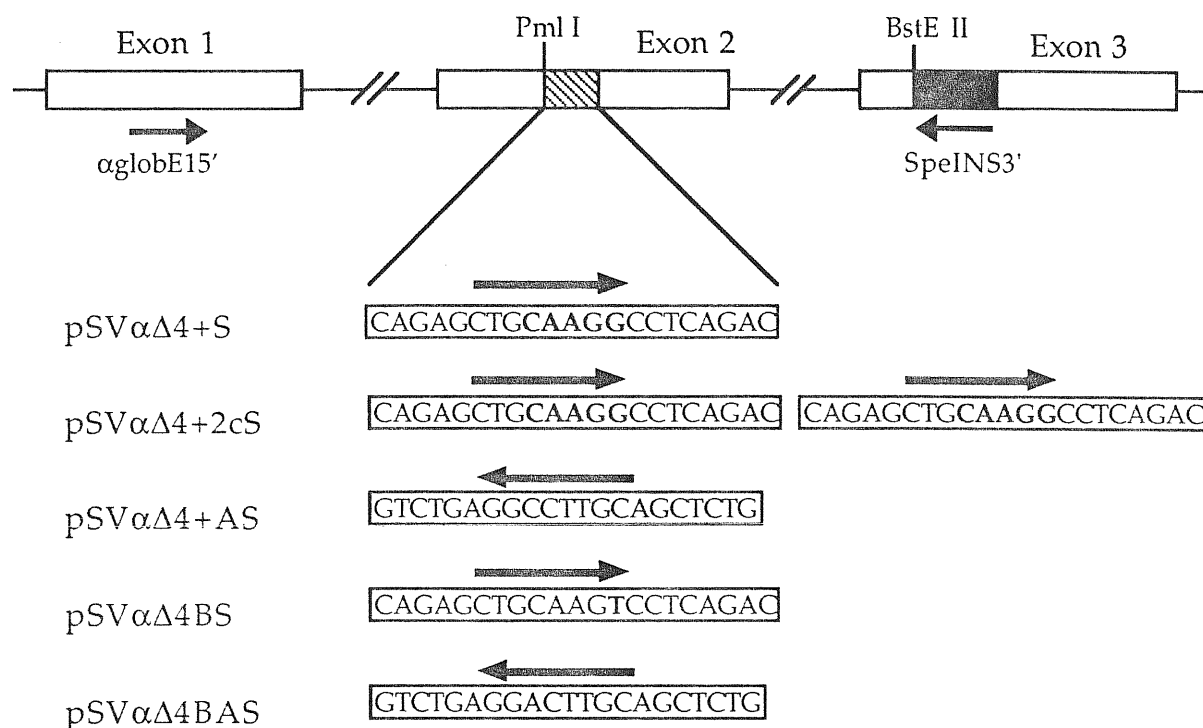 Exon 1
Pml I
Exon 2
BstE II
Exon 3
αglobE15′
SpeINS3'
pSVαΔ4+S
CAGAGCTGCAAGGCCTCAGAC
pSVαΔ4+2cS
CAGAGCTGCAAGGCCTCAGAC CAGAGCTGCAAGGCCTCAGAC
pSVαΔ4+AS
GTCTGAGGCCTTGCAGCTCTG
pSVαΔ4BS
CAGAGCTGCAAGTCCTCAGAC
pSVαΔ4BAS
GTCTGAGGACTTGCAGCTCTG